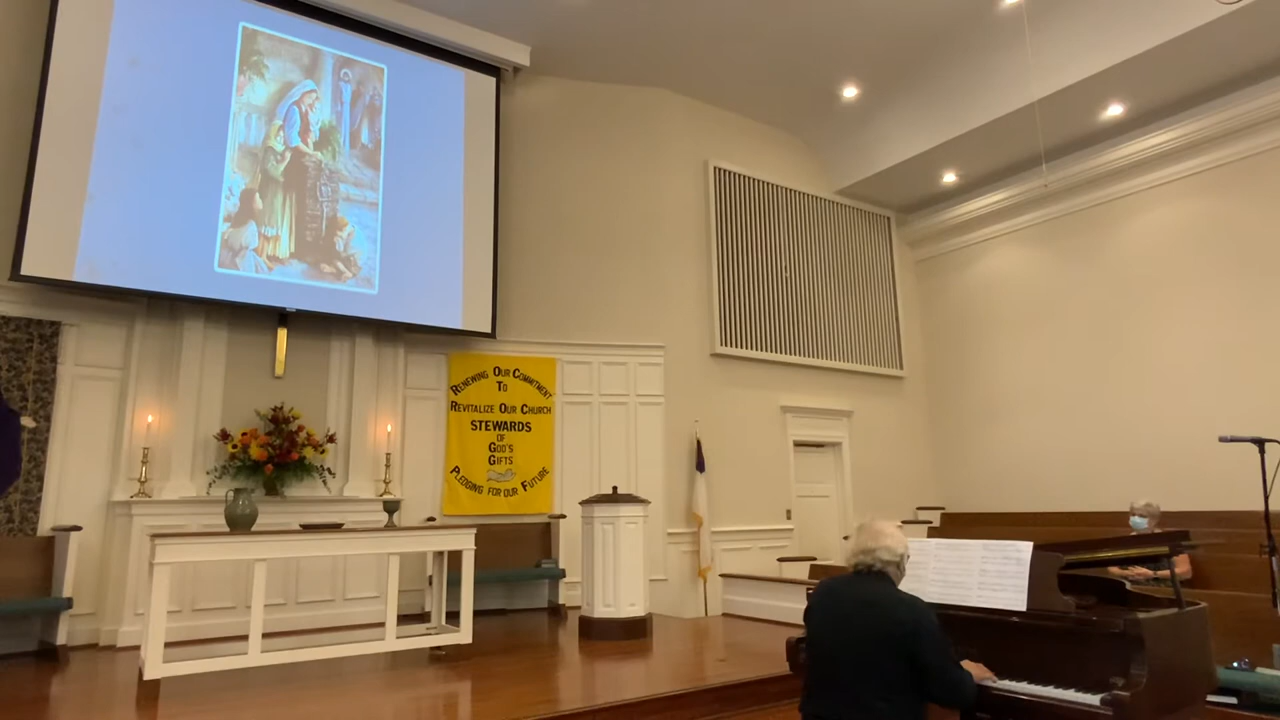 RENEWING OUR COMMITMENT
TO
REVITALIZE OUR CHURCH
STEWARDS
OF
GOD'S
GIFTS
PLEDGING FOR OUR FUTURE